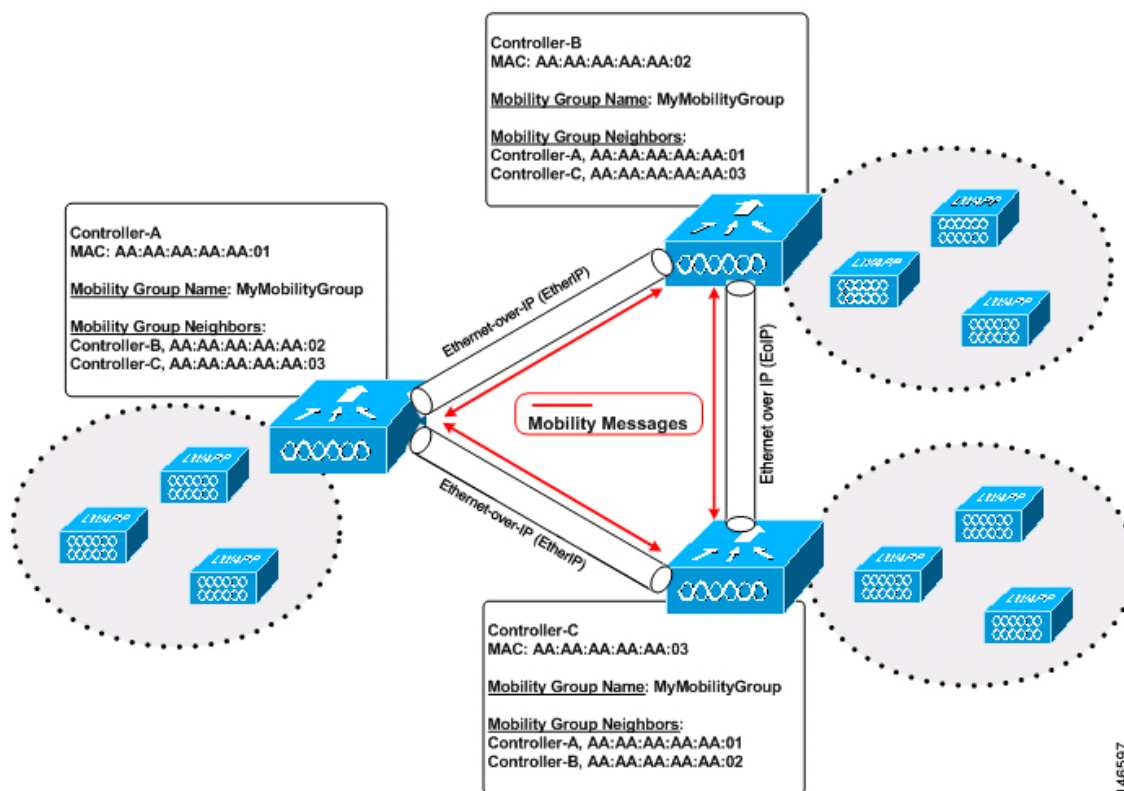 Controller-B
MAC: AA:AA:AA:AA:AA:02
Mobility Group Name: MyMobilityGroup
Mobility Group Neighbors:
Controller-A, AA:AA:AA:AA:AA:01
Controller-C, AA:AA:AA:AA:AA:03
Controller-A
MAC: AA:AA:AA:AA:AA:01
Mobility Group Name: MyMobilityGroup
Mobility Group Neighbors:
Controller-B, AA:AA:AA:AA:AA:02
Controller-C, AA:AA:AA:AA:AA:03
Ethernet-over-IP (EtherIP)
Ethernet over IP (EoIP)
Mobility Messages
Ethernet-over-IP (EtherIP)
LWAPP
LWAPP
LWAPP
LWAPP
LWAPP
LWAPP
LWAPP
LWAPP
LWAPP
Controller-C
MAC: AA:AA:AA:AA:AA:03
Mobility Group Name: MyMobilityGroup
Mobility Group Neighbors:
Controller-A, AA:AA:AA:AA:AA:01
Controller-B, AA:AA:AA:AA:AA:02
146597